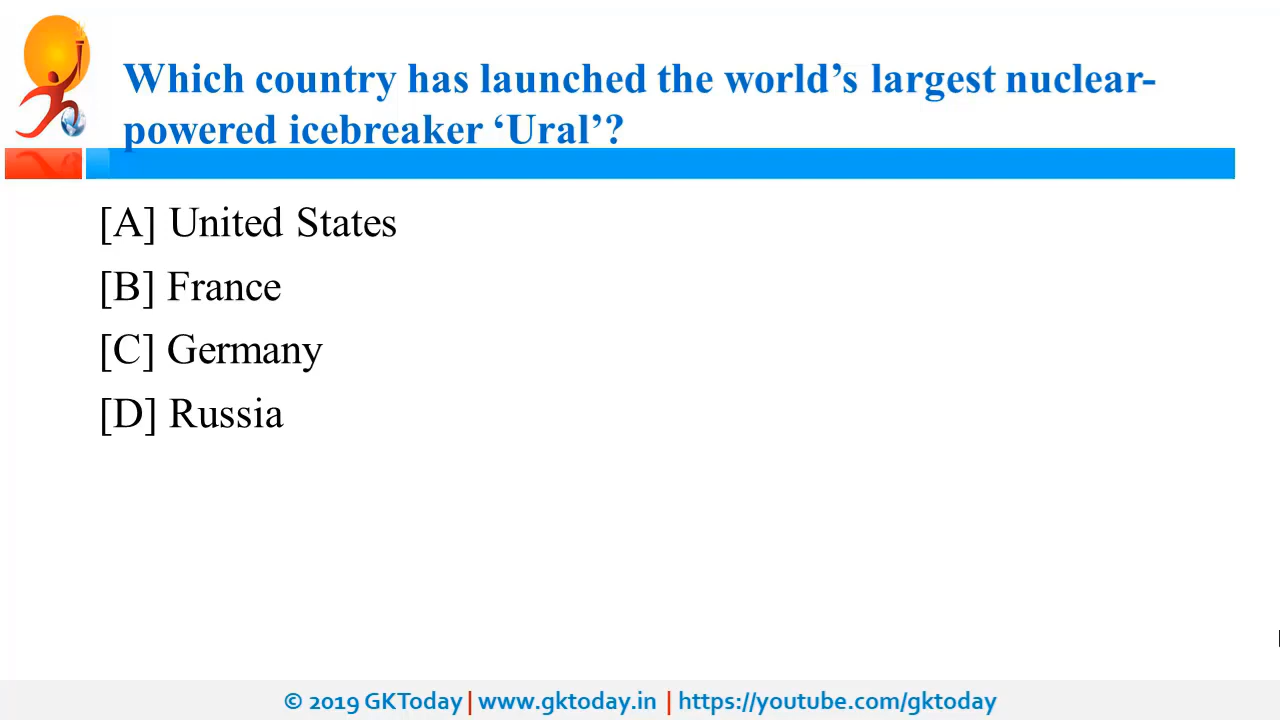 Which country has launched the world’s largest nuclear-
powered icebreaker ‘Ural’?
[A] United States
[B] France
[C] Germany
[D] Russia
© 2019 GKToday | www.gktoday.in | https://youtube.com/gktoday